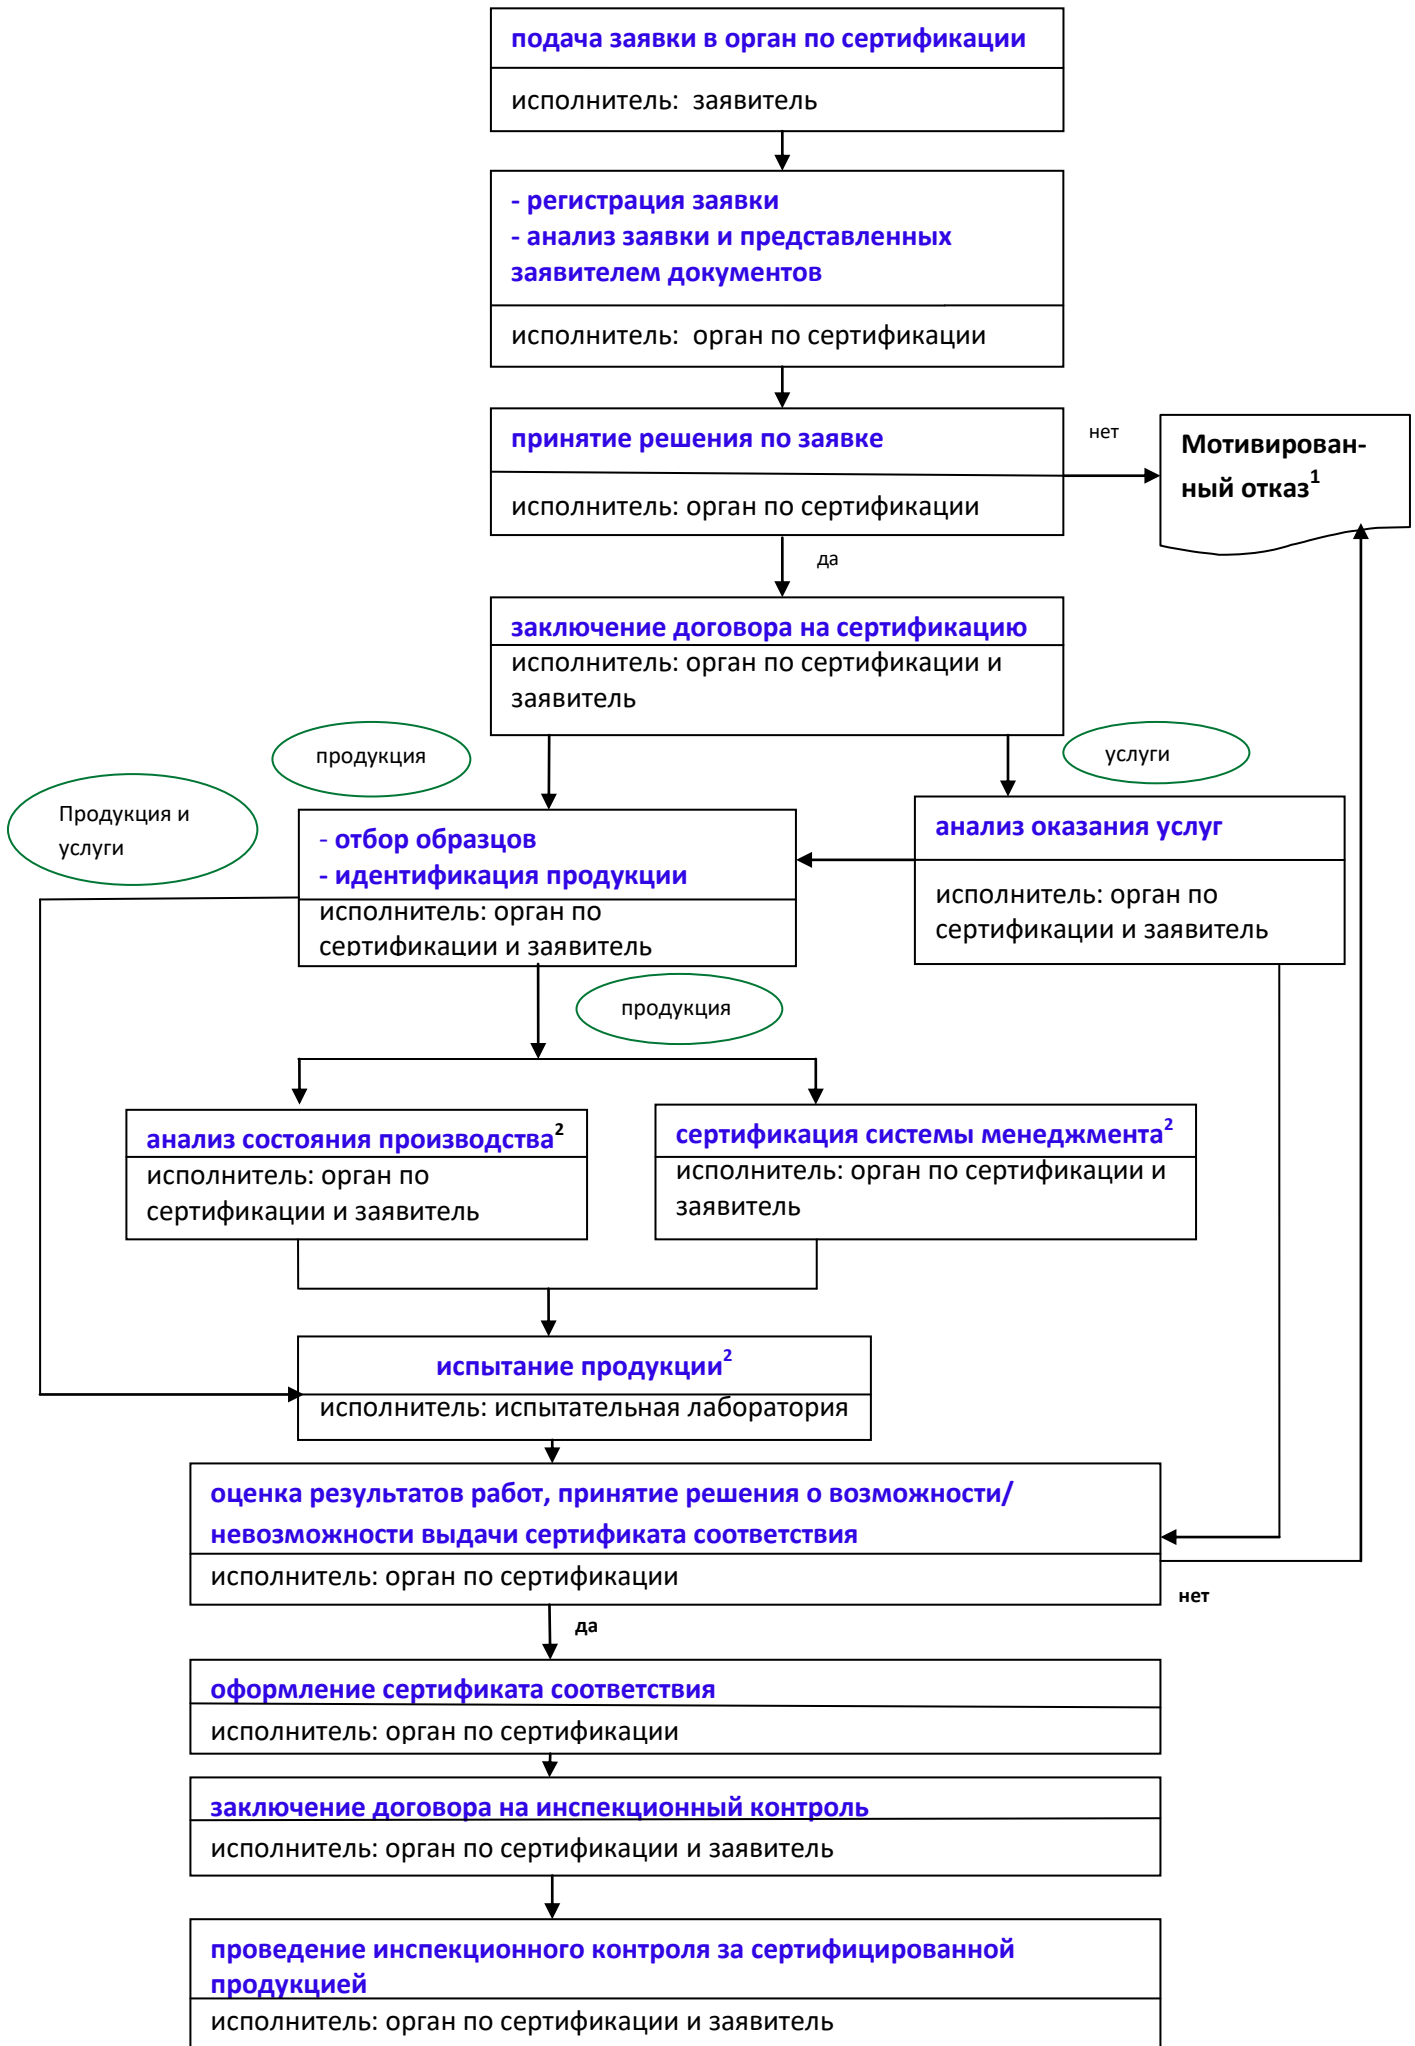 подача заявки в орган по сертификации
исполнитель: заявитель
- регистрация заявки
- анализ заявки и представленных
заявителем документов
исполнитель: орган по сертификации
принятие решения по заявке
исполнитель: орган по сертификации
нет
Мотивирован-
ный отказ¹
да
заключение договора на сертификацию
исполнитель: орган по сертификации и
заявитель
продукция
услуги
Продукция и
услуги
- отбор образцов
- идентификация продукции
исполнитель: орган по
сертификации и заявитель
анализ оказания услуг
исполнитель: орган по
сертификации и заявитель
продукция
анализ состояния производства²
исполнитель: орган по
сертификации и заявитель
сертификация системы менеджмента²
исполнитель: орган по сертификации и
заявитель
испытание продукции²
исполнитель: испытательная лаборатория
оценка результатов работ, принятие решения о возможности/
невозможности выдачи сертификата соответствия
исполнитель: орган по сертификации
нет
да
оформление сертификата соответствия
исполнитель: орган по сертификации
заключение договора на инспекционный контроль
исполнитель: орган по сертификации и заявитель
проведение инспекционного контроля за сертифицированной
продукцией
исполнитель: орган по сертификации и заявитель